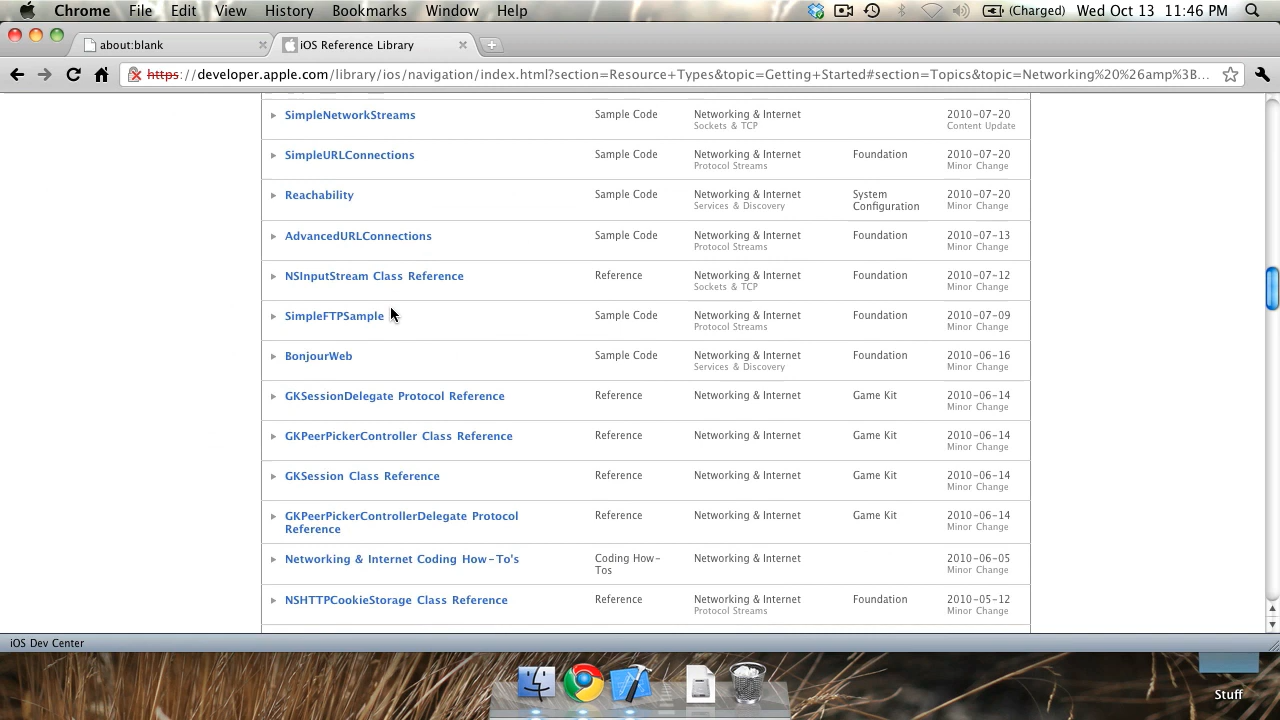 Chrome File Edit View History Bookmarks Window Help (Charged) Wed Oct 13 11:46 PM
about:blank iOS Reference Library
https://developer.apple.com/library/ios/navigation/index.html?section=Resource+Types&topic=Getting+Started#section=Topics&topic=Networking%20%26amp%3B...
SimpleNetworkStreams Sample Code Networking & Internet 2010-07-20
Sockets & TCP Content Update
SimpleURLConnections Sample Code Networking & Internet Foundation 2010-07-20
Protocol Streams Minor Change
Reachability Sample Code Networking & Internet System 2010-07-20
Services & Discovery Configuration Minor Change
AdvancedURLConnections Sample Code Networking & Internet Foundation 2010-07-13
Protocol Streams Minor Change
NSInputStream Class Reference Reference Networking & Internet Foundation 2010-07-12
Sockets & TCP Minor Change
SimpleFTPSample Sample Code Networking & Internet Foundation 2010-07-09
Protocol Streams Minor Change
BonjourWeb Sample Code Networking & Internet Foundation 2010-06-16
Services & Discovery Minor Change
GKSessionDelegate Protocol Reference Reference Networking & Internet Game Kit 2010-06-14
Minor Change
GKPeerPickerController Class Reference Reference Networking & Internet Game Kit 2010-06-14
Minor Change
GKSession Class Reference Reference Networking & Internet Game Kit 2010-06-14
Minor Change
GKPeerPickerControllerDelegate Protocol Reference Networking & Internet Game Kit 2010-06-14
Reference Minor Change
Networking & Internet Coding How-To's Coding How- Networking & Internet 2010-06-05
Tos Minor Change
NSHTTPCookieStorage Class Reference Reference Networking & Internet Foundation 2010-05-12
Protocol Streams Minor Change
iOS Dev Center
Stuff